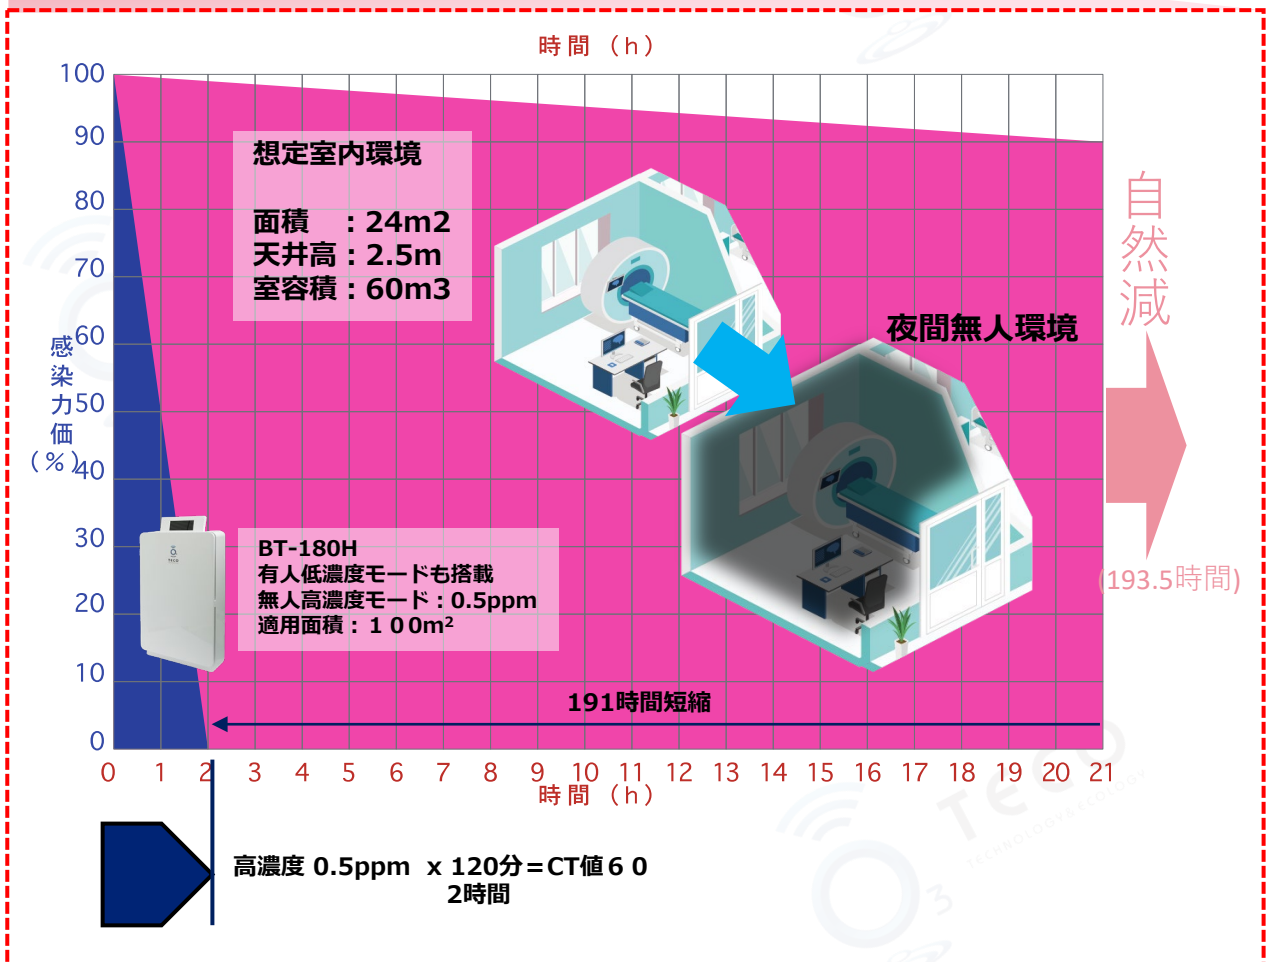 時間（h）
100
90
80
70
60
50
40
30
20
10
0
感染力価（%）
想定室内環境
面積　：24m2
天井高：2.5m
室容積：60m3
夜間無人環境
自然減
(193.5時間)
TECO
BT-180H
有人低濃度モードも搭載
無人高濃度モード：0.5ppm
適用面積：１００m²
191時間短縮
0 1 2 3 4 5 6 7 8 9 10 11 12 13 14 15 16 17 18 19 20 21
時間（h）
高濃度 0.5ppm x 120分＝CT値６０
2時間
TECO
TECHNOLOGY & ECOLOGY
3